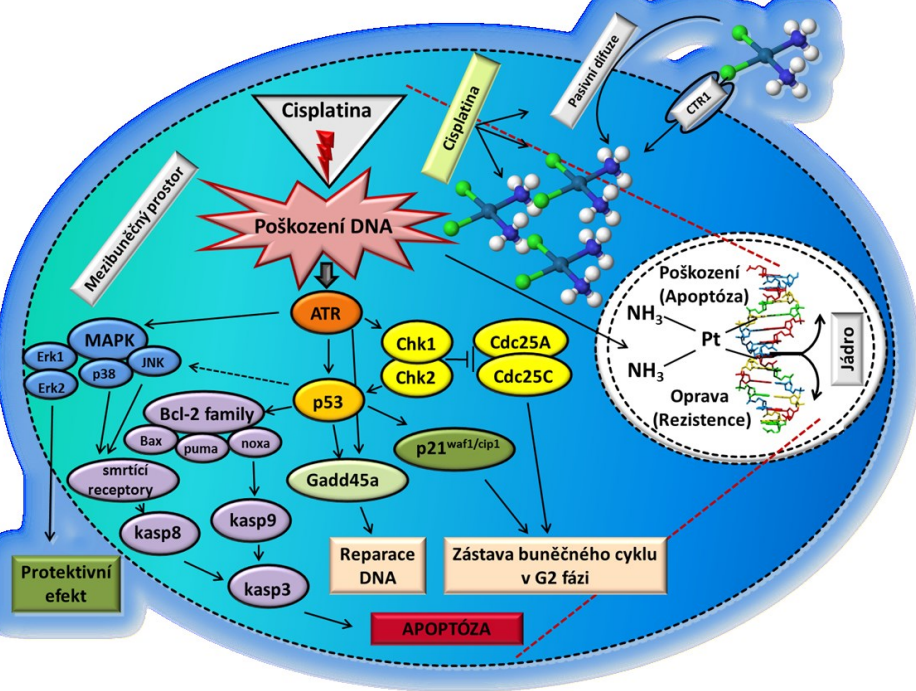 Cisplatina
Cisplatina
Pasivní difuze
CTR1
Mezibuněčný prostor
Poškození DNA
Poškození
(Apoptóza)
NH3
Pt
NH3
Oprava
(Rezistence)
Jádro
ATR
MAPK
Erk1
Erk2
p38
JNK
Chk1
Chk2
Cdc25A
Cdc25C
p53
Bcl-2 family
Bax
puma
noxa
p21waf1/cip1
smrtící
receptory
Gadd45a
kasp8
kasp9
kasp3
Protektivní
efekt
Reparace
DNA
Zástava buněčného cyklu
v G2 fázi
APOPTÓZA